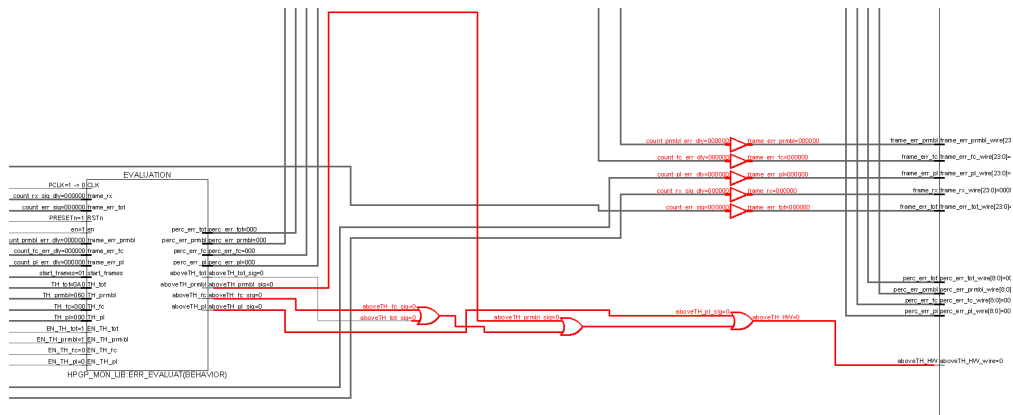 count_prmbl_err_dly=000000 frame_err_prmbl=000000 frame_err_prmbl frame_err_prmbl_wire[23
count_fc_err_dly=000000 frame_err_fc=000000 frame_err_fc frame_err_fc_wire[23:0]=
count_pl_err_dly=000000 frame_err_pl=000000 frame_err_pl frame_err_pl_wire[23:0]=
count_rx_sig_dly=000000 frame_rx=000000 frame_rx frame_rx_wire[23:0]=000
count_err_sig=000000 frame_err_tot=000000 frame_err_tot frame_err_tot_wire[23:0]
EVALUATION
PCLK=1 -> 0 CLK
count_rx_sig_dly=000000 frame_rx
count_err_sig=000000 frame_err_tot
PRESETn=1 RSTn
en=1 en perc_err_tot perc_err_tot=000
unt_prmbl_err_dly=000000 frame_err_prmbl perc_err_prmbl perc_err_prmbl=000
count_fc_err_dly=000000 frame_err_fc perc_err_fc perc_err_fc=000
count_pl_err_dly=000000 frame_err_pl perc_err_pl perc_err_pl=000
start_frames=01 start_frames aboveTH_tot aboveTH_tot_sig=0
TH_tot=0A0 TH_tot aboveTH_prmbl aboveTH_prmbl_sig=0
TH_prmbl=060 TH_prmbl aboveTH_fc aboveTH_fc_sig=0
TH_fc=000 TH_fc aboveTH_pl aboveTH_pl_sig=0
TH_pl=000 TH_pl
EN_TH_tot=1 EN_TH_tot
EN_TH_prmbl=1 EN_TH_prmbl
EN_TH_fc=0 EN_TH_fc
EN_TH_pl=0 EN_TH_pl
HPGP_MON_LIB:ERR_EVALUAT(BEHAVIOR)
perc_err_tot perc_err_tot_wire[8:0]=00
perc_err_prmbl perc_err_prmbl_wire[8:0]
perc_err_fc perc_err_fc_wire[8:0]=00
perc_err_pl perc_err_pl_wire[8:0]=00
aboveTH_fc_sig=0
aboveTH_tot_sig=0
aboveTH_prmbl_sig=0
aboveTH_pl_sig=0
aboveTH_HW=0
aboveTH_HW aboveTH_HW_wire=0